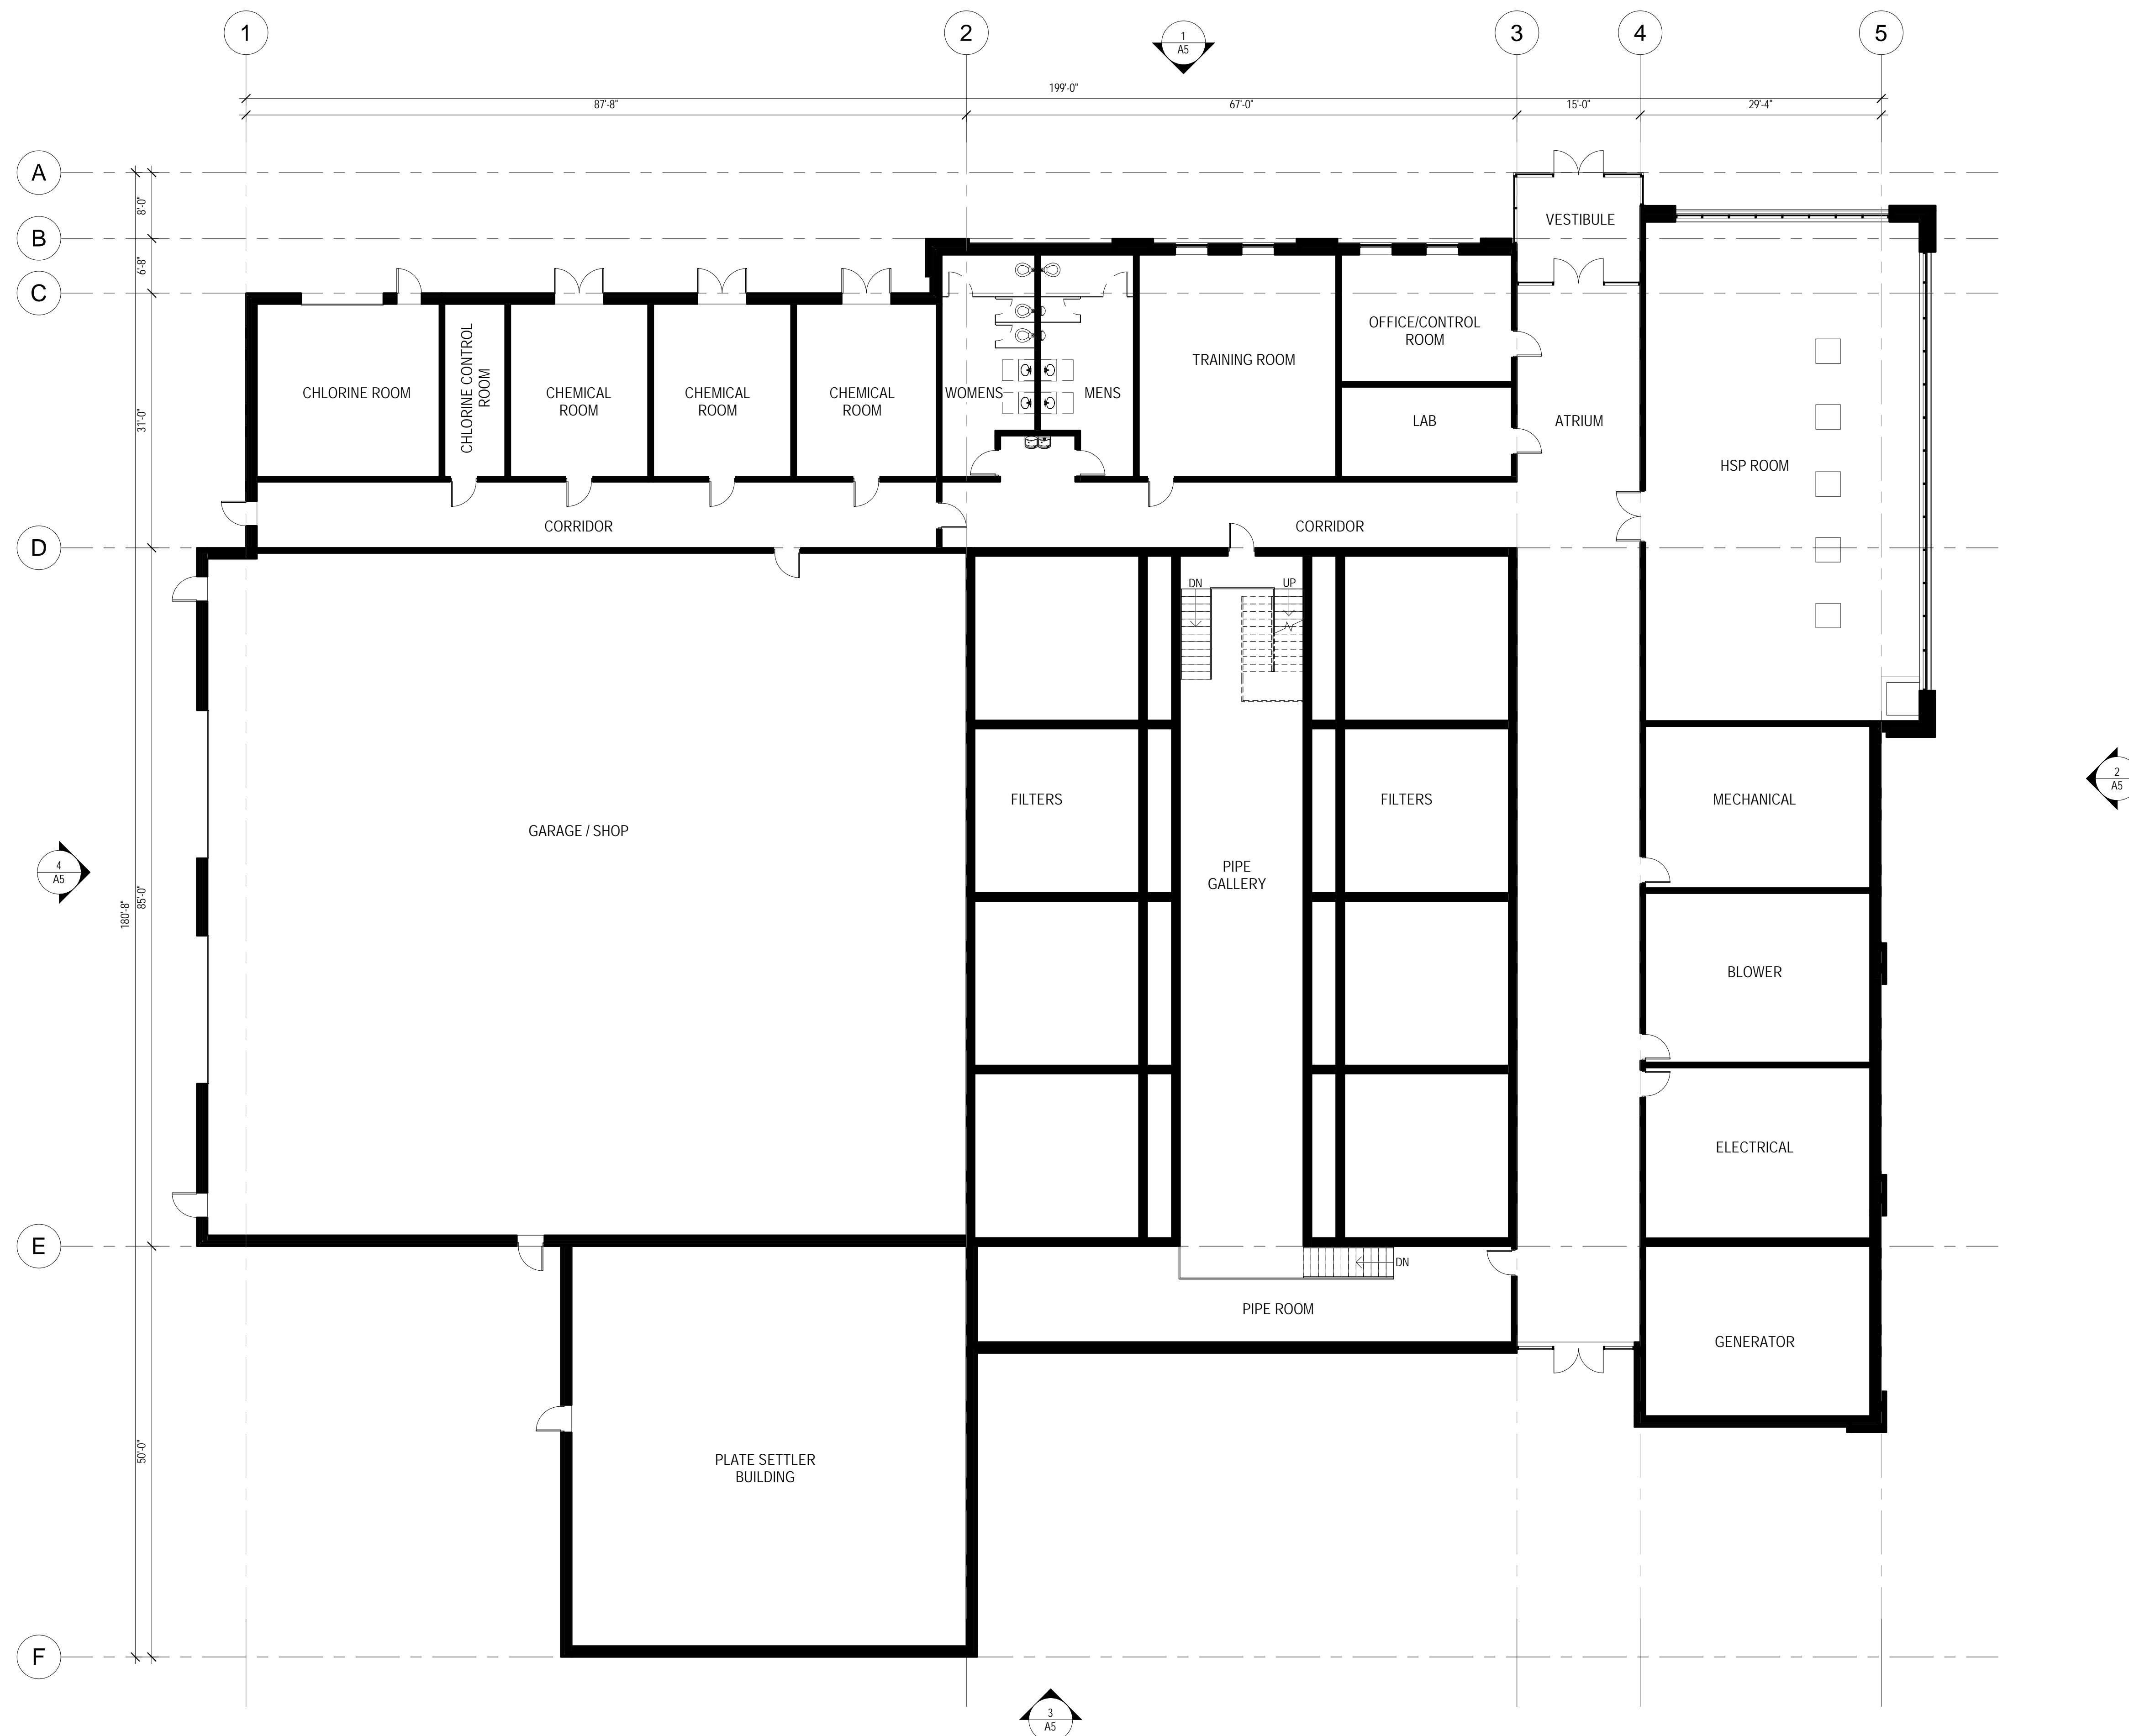 1
2
3
4
5
1
A5
199'-0"
87'-8"
67'-0"
15'-0"
29'-4"
A
B
C
D
E
F
8'-0"
6'-8"
31'-0"
85'-0"
180'-8"
50'-0"
VESTIBULE
CHLORINE ROOM
CHLORINE CONTROL
ROOM
CHEMICAL
ROOM
CHEMICAL
ROOM
CHEMICAL
ROOM
WOMENS
MENS
TRAINING ROOM
OFFICE/CONTROL
ROOM
LAB
ATRIUM
HSP ROOM
CORRIDOR
CORRIDOR
DN
UP
GARAGE / SHOP
FILTERS
FILTERS
PIPE
GALLERY
MECHANICAL
BLOWER
ELECTRICAL
GENERATOR
DN
PIPE ROOM
PLATE SETTLER
BUILDING
4
A5
2
A5
3
A5